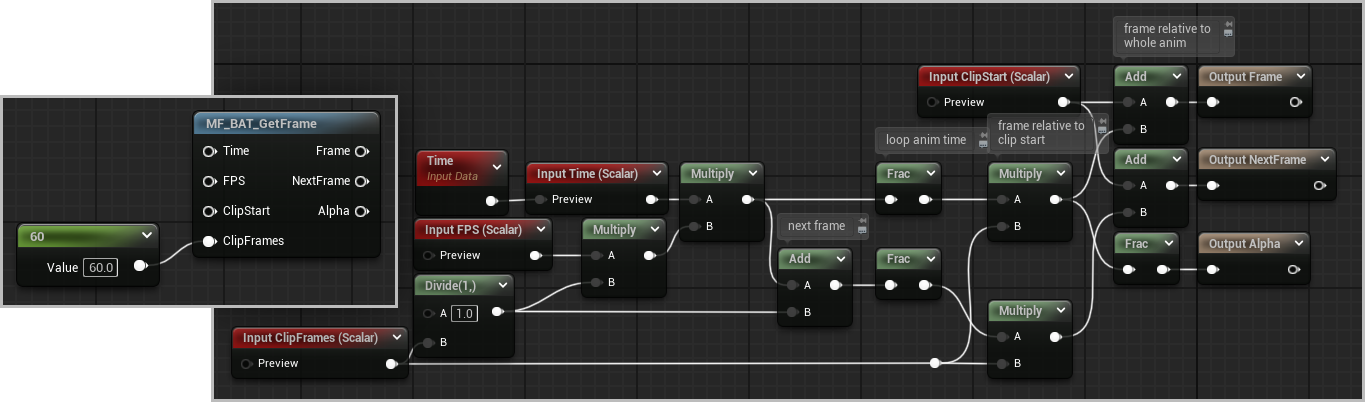 MF_BAT_GetFrame
Time
Frame
FPS
NextFrame
ClipStart
Alpha
ClipFrames
60
Value 60.0
frame relative to
whole anim
Input ClipStart (Scalar)
Preview
Add
A
B
Output Frame
loop anim time
frame relative to
clip start
Time
Input Data
Input Time (Scalar)
Preview
Multiply
A
B
Frac
Multiply
A
B
Add
A
B
Output NextFrame
Input FPS (Scalar)
Preview
Multiply
A
B
next frame
Add
A
B
Frac
Frac
Output Alpha
Divide(1,)
A 1.0
B
Multiply
A
B
Input ClipFrames (Scalar)
Preview